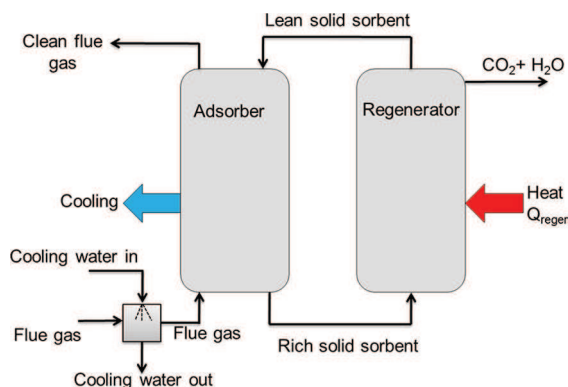 Lean solid sorbent
Clean flue
gas
CO₂+ H₂O
Adsorber
Regenerator
Cooling
Heat
Qregen
Cooling water in
Flue gas
Flue gas
Rich solid sorbent
Cooling water out